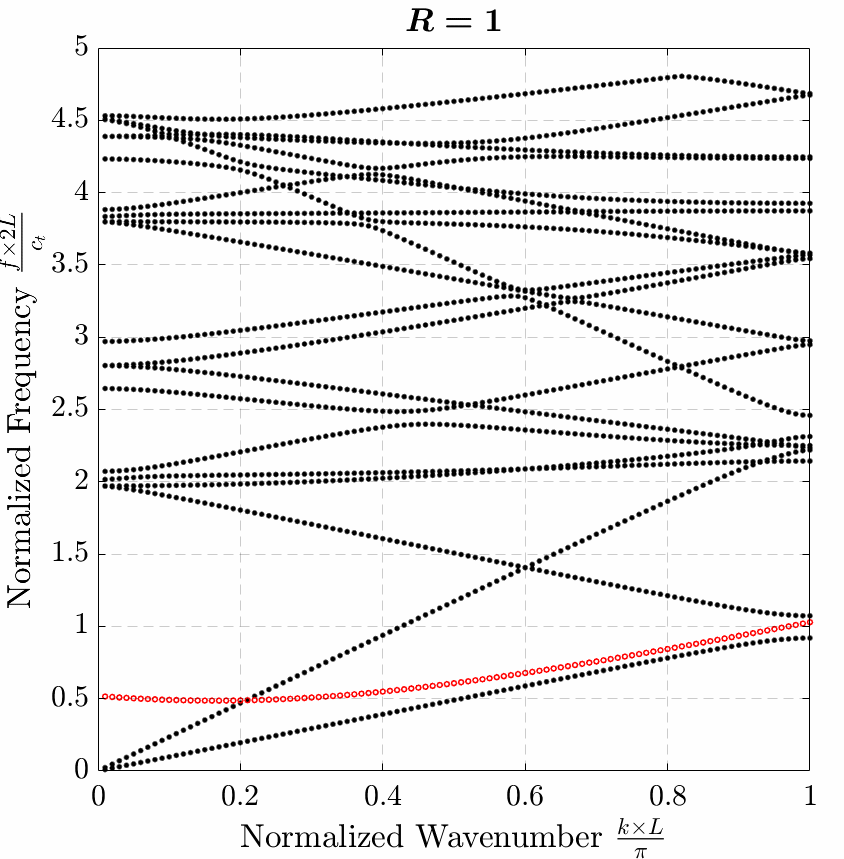 R = 1
5
4.5
4
3.5
3
2.5
2
1.5
1
0.5
0
Normalized Frequency f×2L/c_t
0 0.2 0.4 0.6 0.8 1
Normalized Wavenumber k×L/π